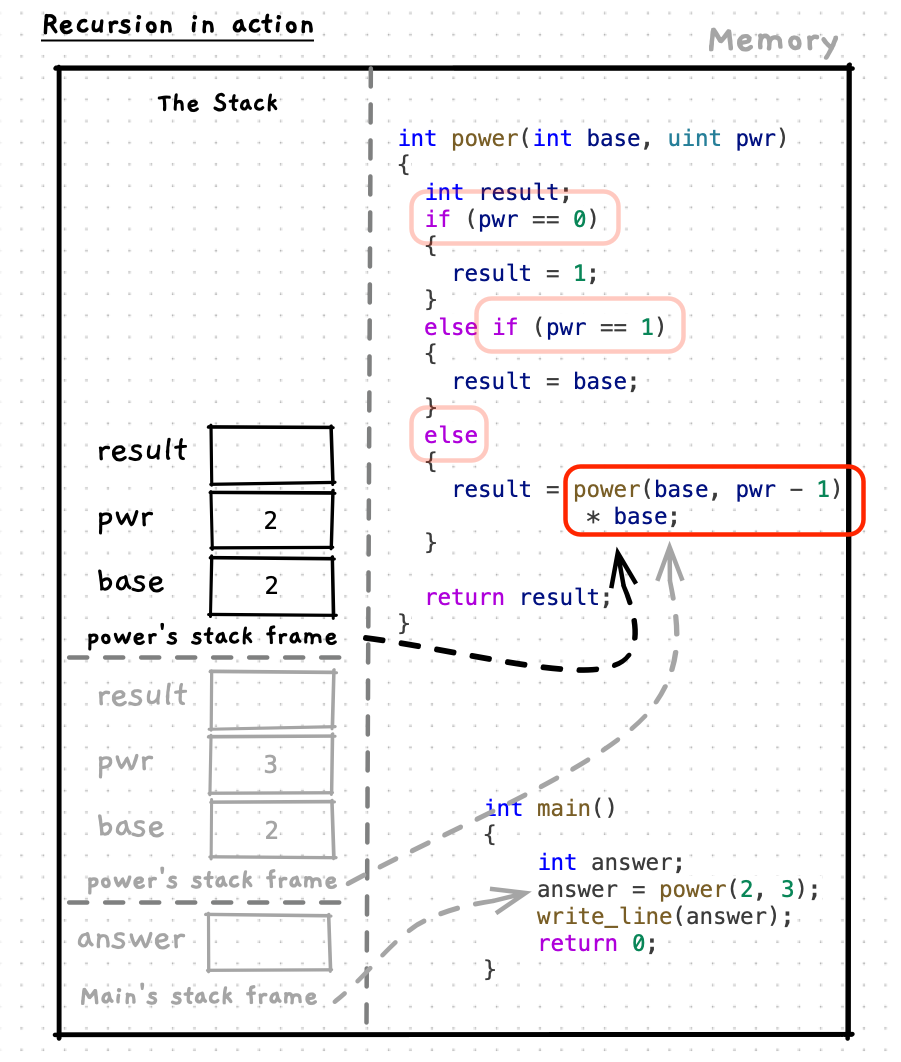 Recursion in action
Memory
The Stack
int power(int base, uint pwr)
{
int result;
if (pwr == 0)
{
result = 1;
}
else if (pwr == 1)
{
result = base;
}
else
{
result = power(base, pwr - 1)
* base;
}
return result;
}
result
pwr 2
base 2
power's stack frame
result
pwr 3
base 2
power's stack frame
answer
Main's stack frame
int main()
{
int answer;
answer = power(2, 3);
write_line(answer);
return 0;
}